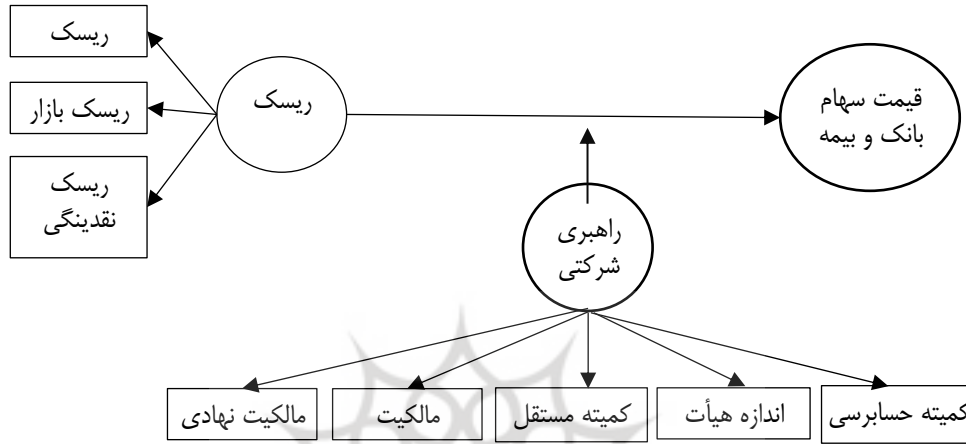 ریسک
ریسک بازار
ریسک
نقدینگی
ریسک
قیمت سهام
بانک و بیمه
راهبری
شرکتی
کمیته حسابرسی
اندازه هیأت
کمیته مستقل
مالکیت
مالکیت نهادی